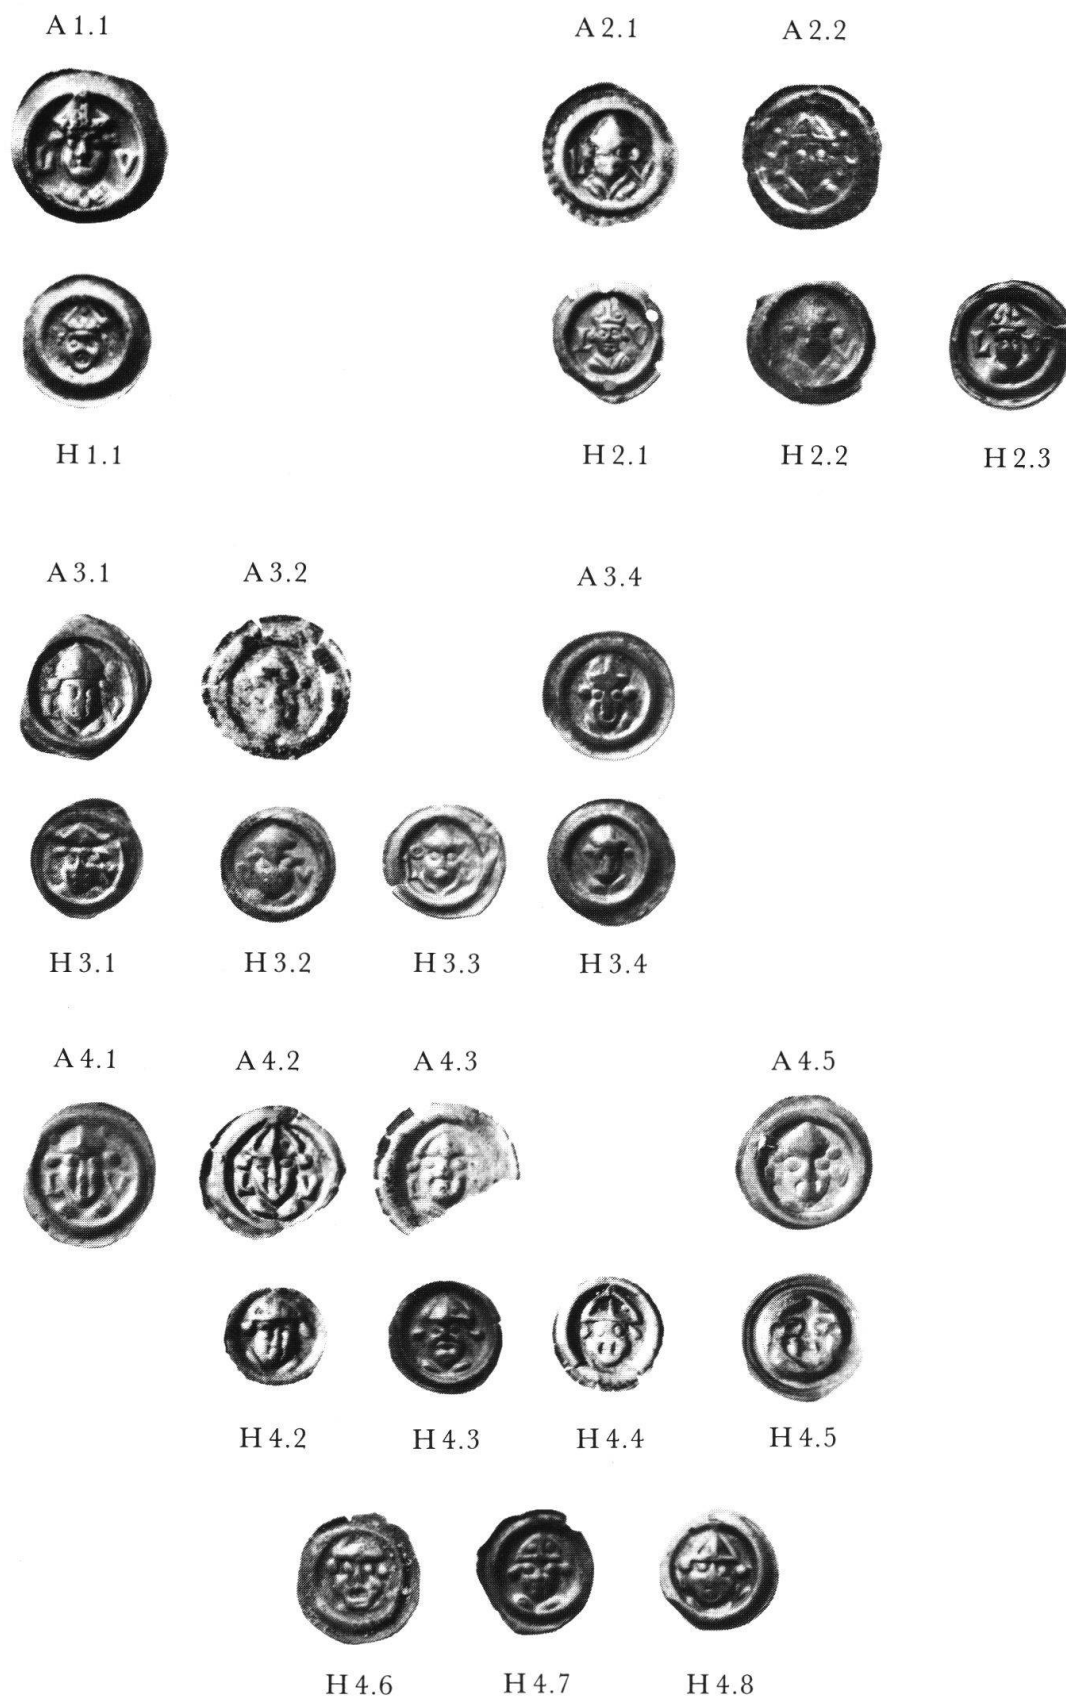 A 1.1 A 2.1 A 2.2
H 1.1 H 2.1 H 2.2 H 2.3
A 3.1 A 3.2 A 3.4
H 3.1 H 3.2 H 3.3 H 3.4
A 4.1 A 4.2 A 4.3 A 4.5
H 4.2 H 4.3 H 4.4 H 4.5
H 4.6 H 4.7 H 4.8